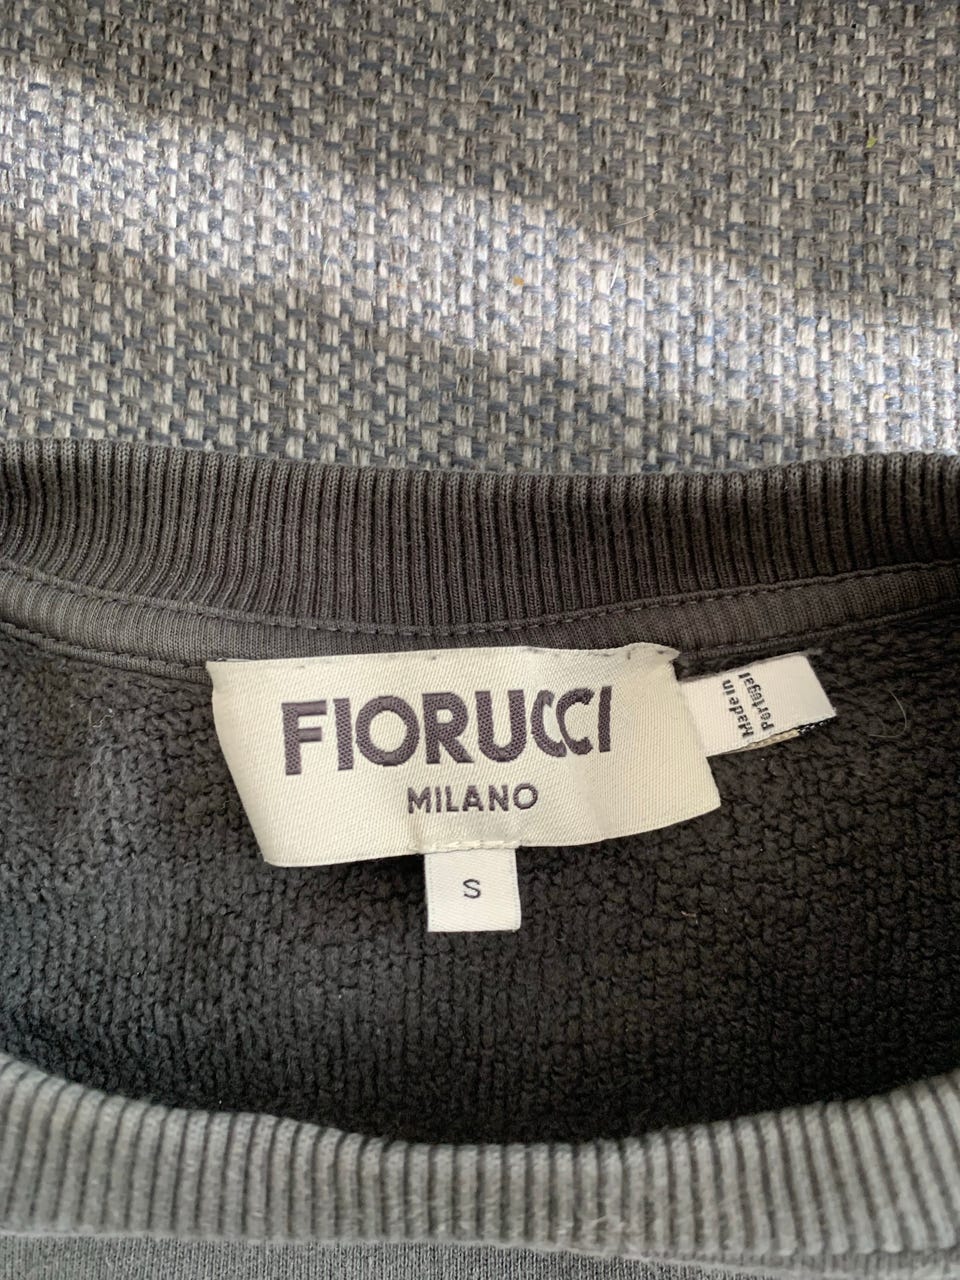 FIORUCCI
MILANO
S
Made in
Portugal